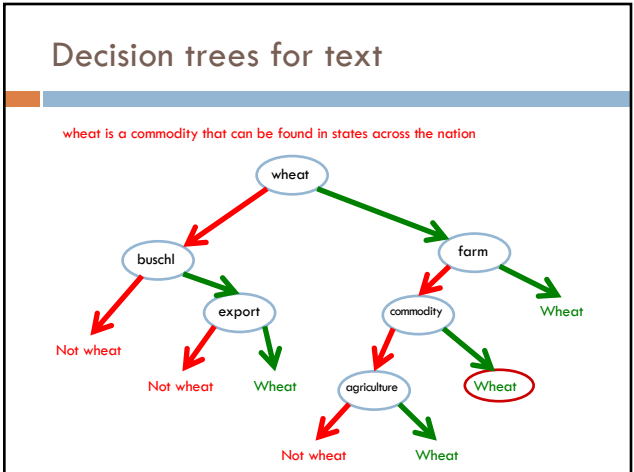 Decision trees for text
wheat is a commodity that can be found in states across the nation
wheat
buschl
farm
export
commodity
Wheat
Not wheat
Not wheat
Wheat
agriculture
Wheat
Not wheat
Wheat